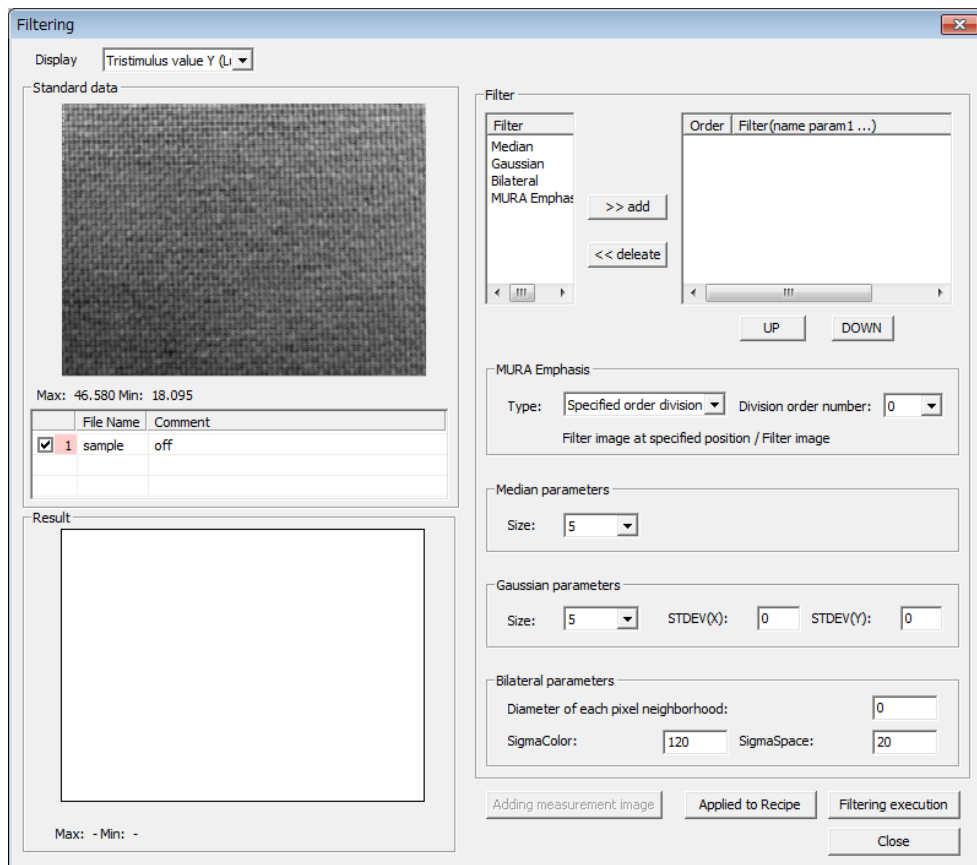 Filtering
Display Tristimulus value Y (Lu
Standard data
Max: 46.580 Min: 18.095
File Name Comment
1 sample off
Result
Max: - Min: -
Filter
Filter
Median
Gaussian
Bilateral
MURA Emphas
>> add
<< deleate
Order Filter(name param1 ...)
UP DOWN
MURA Emphasis
Type: Specified order division Division order number: 0
Filter image at specified position / Filter image
Median parameters
Size: 5
Gaussian parameters
Size: 5 STDEV(X): 0 STDEV(Y): 0
Bilateral parameters
Diameter of each pixel neighborhood: 0
SigmaColor: 120 SigmaSpace: 20
Adding measurement image Applied to Recipe Filtering execution
Close